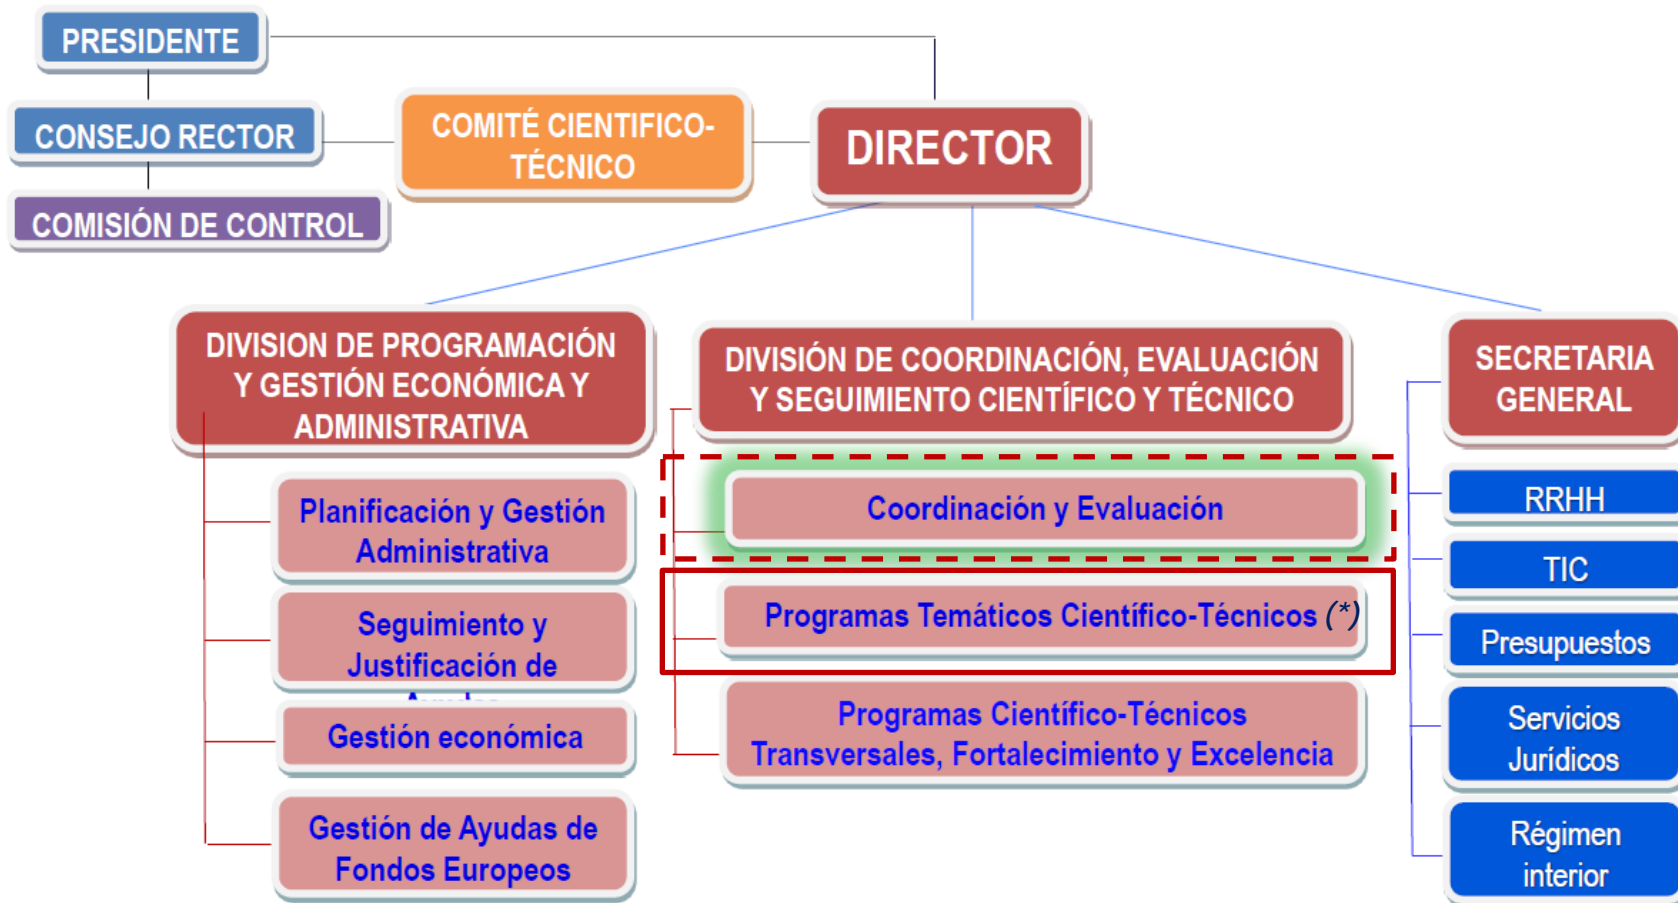 PRESIDENTE
CONSEJO RECTOR
COMISIÓN DE CONTROL
COMITÉ CIENTIFICO-
TÉCNICO
DIRECTOR
DIVISION DE PROGRAMACIÓN
Y GESTIÓN ECONÓMICA Y
ADMINISTRATIVA
Planificación y Gestión
Administrativa
Seguimiento y
Justificación de
Gestión económica
Gestión de Ayudas de
Fondos Europeos
DIVISIÓN DE COORDINACIÓN, EVALUACIÓN
Y SEGUIMIENTO CIENTÍFICO Y TÉCNICO
Coordinación y Evaluación
Programas Temáticos Científico-Técnicos (*)
Programas Científico-Técnicos
Transversales, Fortalecimiento y Excelencia
SECRETARIA
GENERAL
RRHH
TIC
Presupuestos
Servicios
Jurídicos
Régimen
interior